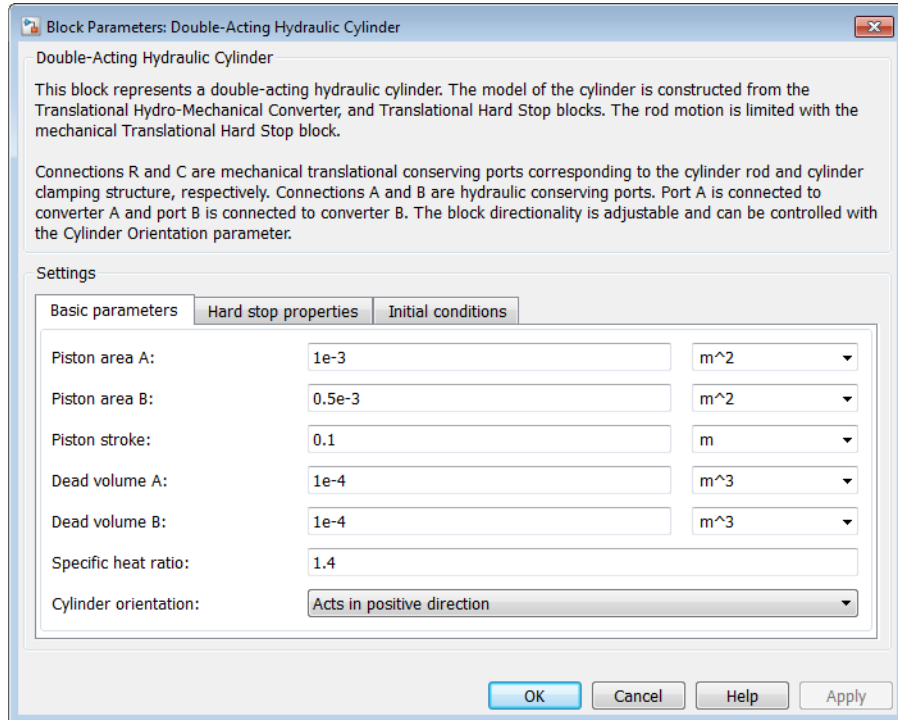 Block Parameters: Double-Acting Hydraulic Cylinder
Double-Acting Hydraulic Cylinder
This block represents a double-acting hydraulic cylinder. The model of the cylinder is constructed from the
Translational Hydro-Mechanical Converter, and Translational Hard Stop blocks. The rod motion is limited with the
mechanical Translational Hard Stop block.
Connections R and C are mechanical translational conserving ports corresponding to the cylinder rod and cylinder
clamping structure, respectively. Connections A and B are hydraulic conserving ports. Port A is connected to
converter A and port B is connected to converter B. The block directionality is adjustable and can be controlled with
the Cylinder Orientation parameter.
Settings
Basic parameters Hard stop properties Initial conditions
Piston area A: 1e-3 m^2
Piston area B: 0.5e-3 m^2
Piston stroke: 0.1 m
Dead volume A: 1e-4 m^3
Dead volume B: 1e-4 m^3
Specific heat ratio: 1.4
Cylinder orientation: Acts in positive direction
OK Cancel Help Apply